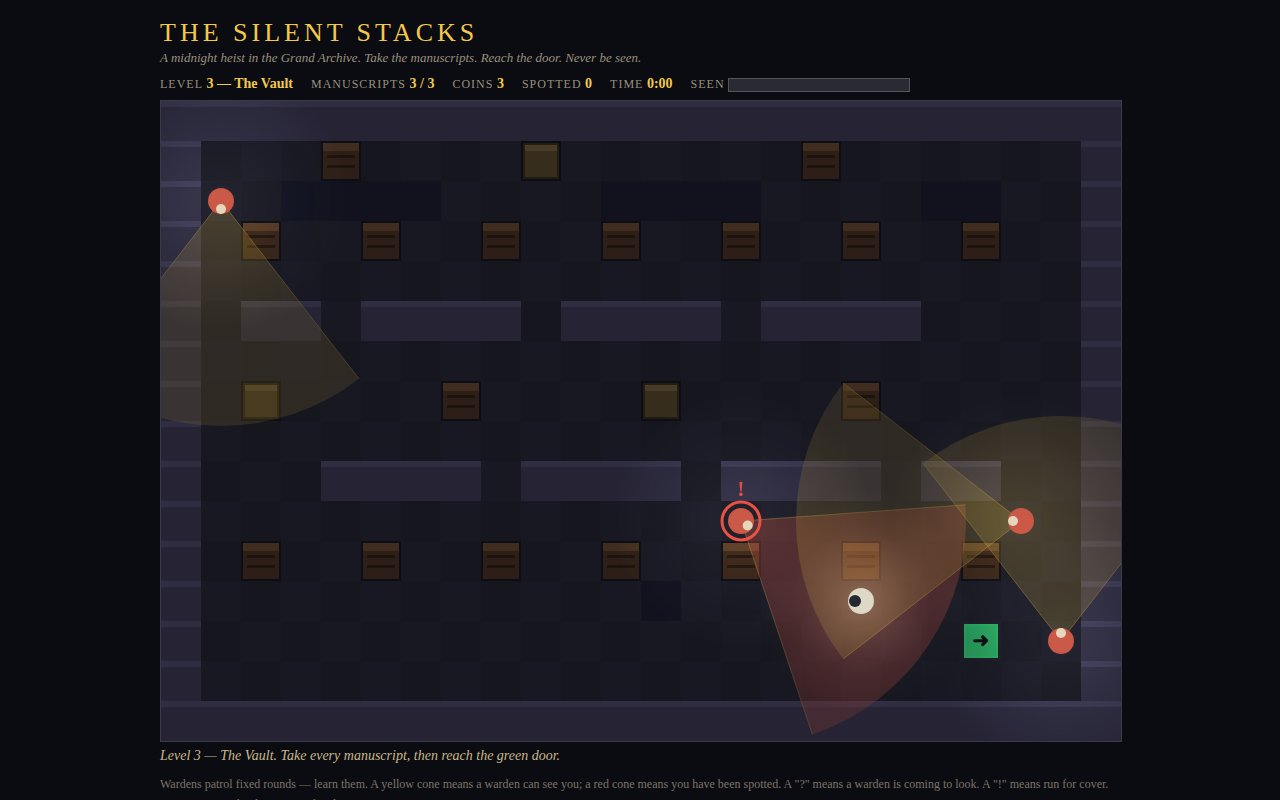 THE SILENT STACKS
A midnight heist in the Grand Archive. Take the manuscripts. Reach the door. Never be seen.
LEVEL 3 — The Vault MANUSCRIPTS 3 / 3 COINS 3 SPOTTED 0 TIME 0:00 SEEN
!
➜
Level 3 — The Vault. Take every manuscript, then reach the green door.
Wardens patrol fixed rounds — learn them. A yellow cone means a warden can see you; a red cone means you have been spotted. A "?" means a warden is coming to look. A "!" means run for cover.